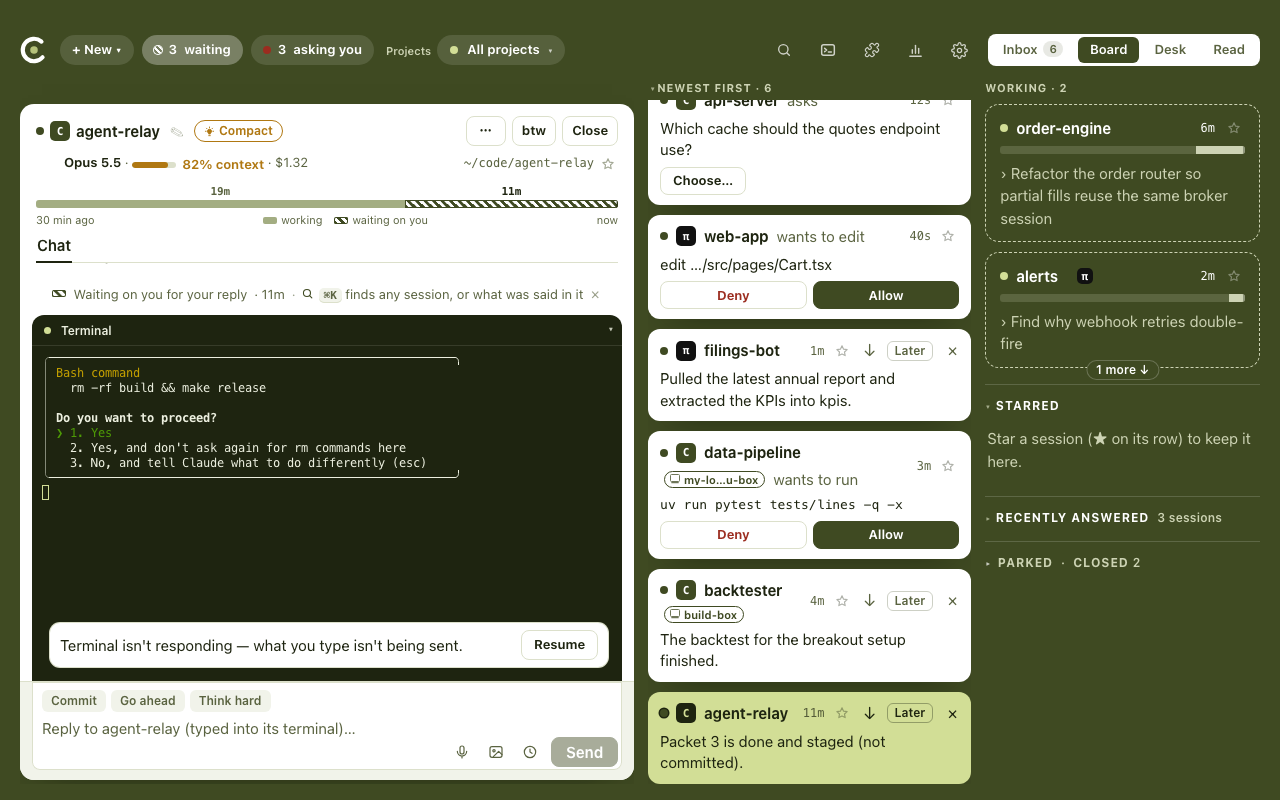 + New ▾
3 waiting
3 asking you
Projects
All projects ▾
Inbox 6
Board
Desk
Read
C agent-relay
Compact
···
btw
Close
Opus 5.5 · 82% context · $1.32
~/code/agent-relay
19m
11m
30 min ago
working
waiting on you
now
Chat
Waiting on you for your reply · 11m · ⌘K finds any session, or what was said in it ×
Terminal
Bash command
rm -rf build && make release
Do you want to proceed?
❯ 1. Yes
2. Yes, and don't ask again for rm commands here
3. No, and tell Claude what to do differently (esc)
Terminal isn't responding — what you type isn't being sent.
Resume
Commit
Go ahead
Think hard
Reply to agent-relay (typed into its terminal)…
Send
NEWEST FIRST · 6
C api-server asks 12s
Which cache should the quotes endpoint
use?
Choose…
π web-app wants to edit 40s
edit …/src/pages/Cart.tsx
Deny
Allow
π filings-bot 1m Later ×
Pulled the latest annual report and
extracted the KPIs into kpis.
C data-pipeline 3m
my-lo…u-box wants to run
uv run pytest tests/lines -q -x
Deny
Allow
C backtester 4m Later ×
build-box
The backtest for the breakout setup
finished.
C agent-relay 11m Later ×
Packet 3 is done and staged (not
committed).
WORKING · 2
order-engine 6m
› Refactor the order router so
partial fills reuse the same broker
session
alerts π 2m
› Find why webhook retries double-
fire
1 more ↓
STARRED
Star a session (★ on its row) to keep it
here.
RECENTLY ANSWERED 3 sessions
PARKED · CLOSED 2